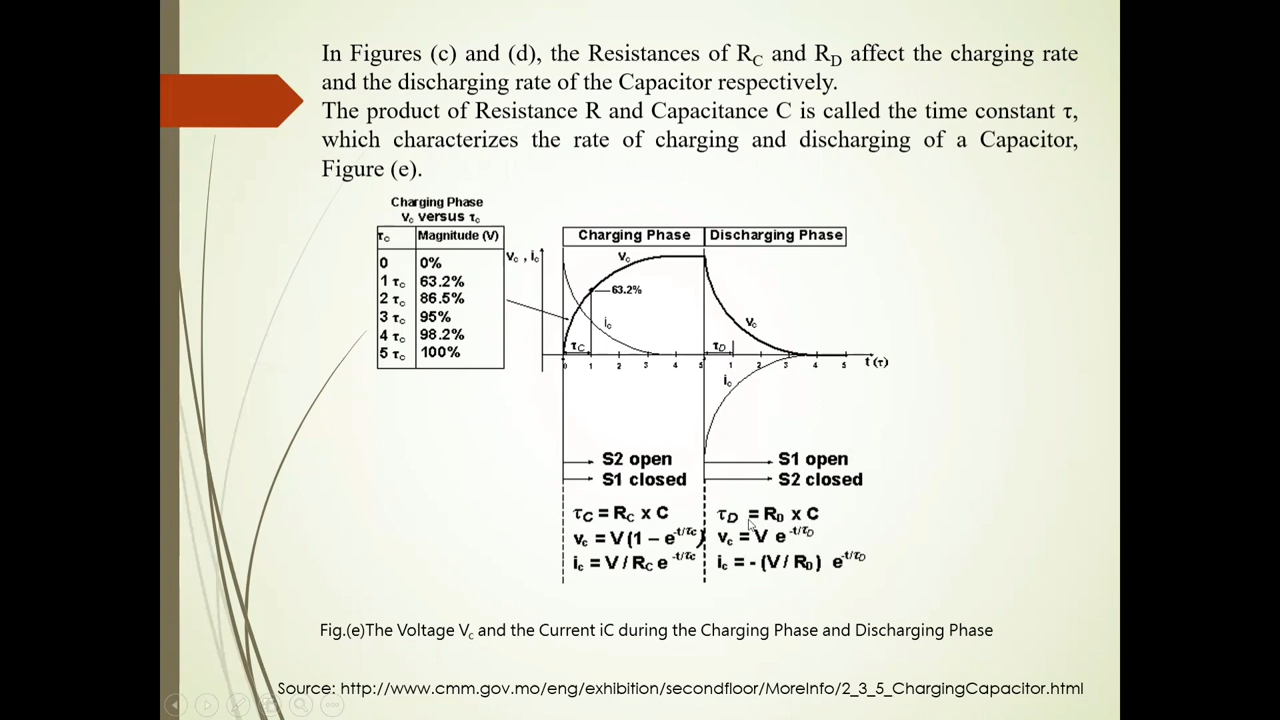 In Figures (c) and (d), the Resistances of RC and RD affect the charging rate
and the discharging rate of the Capacitor respectively.
The product of Resistance R and Capacitance C is called the time constant τ,
which characterizes the rate of charging and discharging of a Capacitor,
Figure (e).
Charging Phase
vc versus τc
τc Magnitude (V)
0 0%
1 τc 63.2%
2 τc 86.5%
3 τc 95%
4 τc 98.2%
5 τc 100%
Charging Phase Discharging Phase
vc , ic
vc
63.2%
ic
vc
τC
τD
0 1 2 3 4 5 1 2 3 4 5
t (τ)
ic
S2 open
S1 closed
S1 open
S2 closed
τC = RC x C
vc = V (1 – e-t/τc)
ic = V / RC e -t/τc
τD = RD x C
vc = V e -t/τD
ic = - (V / RD) e-t/τD
Fig.(e)The Voltage Vc and the Current iC during the Charging Phase and Discharging Phase
Source: http://www.cmm.gov.mo/eng/exhibition/secondfloor/MoreInfo/2_3_5_ChargingCapacitor.html